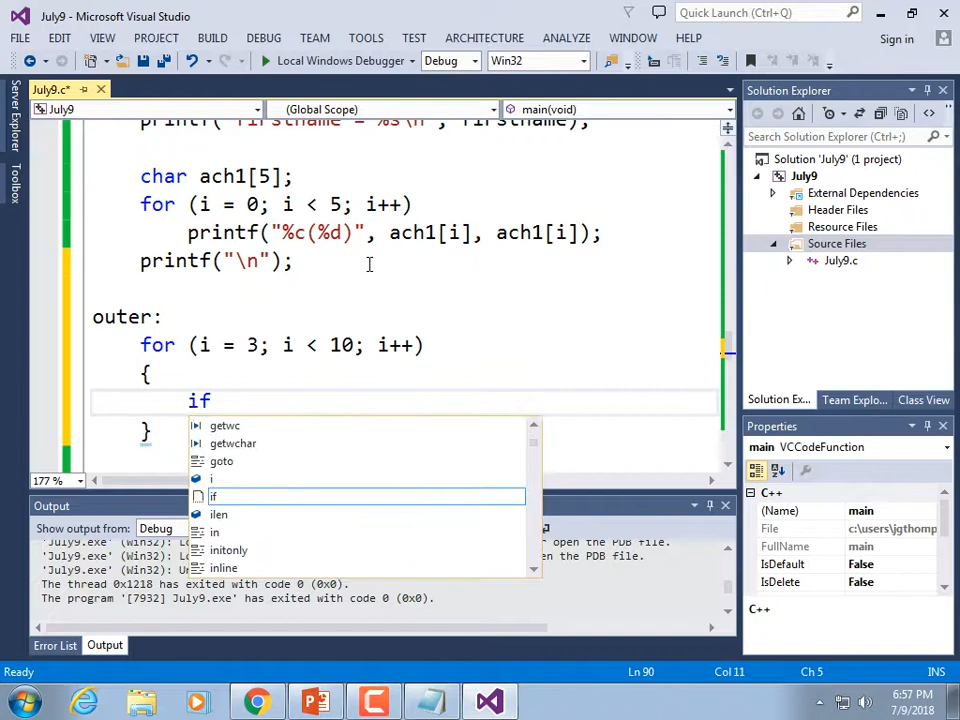 July9 - Microsoft Visual Studio
Quick Launch (Ctrl+Q)
FILE EDIT VIEW PROJECT BUILD DEBUG TEAM TOOLS TEST ARCHITECTURE ANALYZE WINDOW HELP Sign in
Local Windows Debugger Debug Win32
Server Explorer
Toolbox
July9.c*
July9 (Global Scope) main(void)
printf("firstname = %s\n", firstname);
char ach1[5];
for (i = 0; i < 5; i++)
printf("%c(%d)", ach1[i], ach1[i]);
printf("\n");
outer:
for (i = 3; i < 10; i++)
{
if
}
getwc
getwchar
goto
i
if
ilen
in
initonly
inline
177 %
Solution Explorer
Search Solution Explorer (Ctrl+;)
Solution 'July9' (1 project)
July9
External Dependencies
Header Files
Resource Files
Source Files
July9.c
Solution Ex... Team Explo... Class View
Properties
main VCCodeFunction
C++
(Name) main
File c:\users\jgthomp
FullName main
IsDefault False
IsDelete False
C++
Output
Show output from: Debug
'July9.exe' (Win32): Lo or open the PDB file.
'July9.exe' (Win32): Lo en the PDB file.
'July9.exe' (Win32): Un
The thread 0x1218 has exited with code 0 (0x0).
The program '[7932] July9.exe' has exited with code 0 (0x0).
Error List Output
Ready Ln 90 Col 11 Ch 5 INS
6:57 PM
7/9/2018